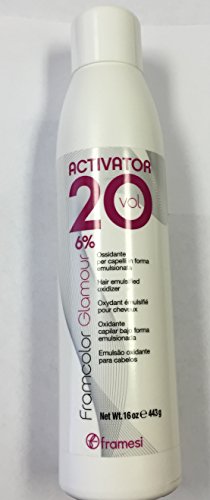 ACTIVATOR
20 vol
6%
Framcolor Glamour
Ossidante
per capelli in forma
emulsionata
Hair emulsified
oxidizer
Oxydant émulsifié
pour cheveux
Oxidante
capilar bajo forma
emulsionada
Emulsão oxidante
para cabelos
Net Wt. 16 oz e 443g
framesi